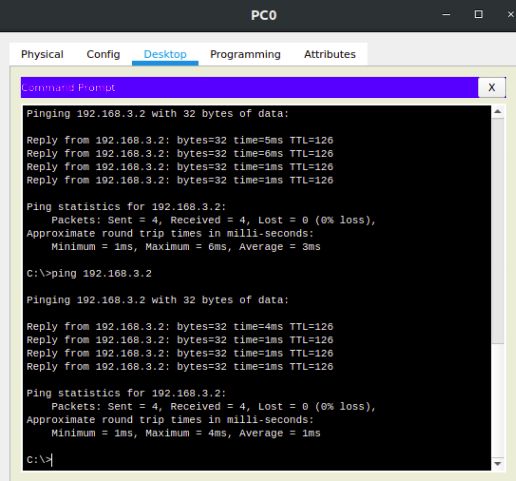 PC0
Physical Config Desktop Programming Attributes
Command Prompt X
Pinging 192.168.3.2 with 32 bytes of data:
Reply from 192.168.3.2: bytes=32 time=5ms TTL=126
Reply from 192.168.3.2: bytes=32 time=6ms TTL=126
Reply from 192.168.3.2: bytes=32 time=1ms TTL=126
Reply from 192.168.3.2: bytes=32 time=1ms TTL=126
Ping statistics for 192.168.3.2:
Packets: Sent = 4, Received = 4, Lost = 0 (0% loss),
Approximate round trip times in milli-seconds:
Minimum = 1ms, Maximum = 6ms, Average = 3ms
C:\>ping 192.168.3.2
Pinging 192.168.3.2 with 32 bytes of data:
Reply from 192.168.3.2: bytes=32 time=4ms TTL=126
Reply from 192.168.3.2: bytes=32 time=1ms TTL=126
Reply from 192.168.3.2: bytes=32 time=1ms TTL=126
Reply from 192.168.3.2: bytes=32 time=1ms TTL=126
Ping statistics for 192.168.3.2:
Packets: Sent = 4, Received = 4, Lost = 0 (0% loss),
Approximate round trip times in milli-seconds:
Minimum = 1ms, Maximum = 4ms, Average = 1ms
C:\>